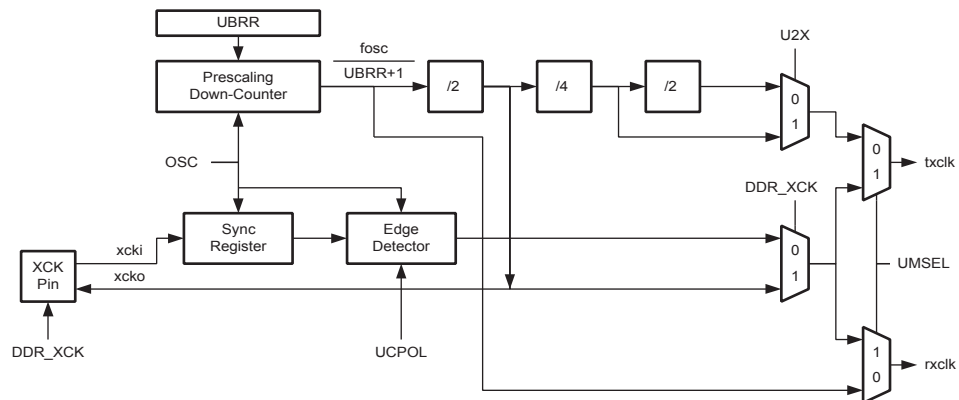 UBRR
fosc
UBRR+1
U2X
Prescaling
Down-Counter
/2
/4
/2
0
1
OSC
0
1
txclk
DDR_XCK
Sync
Register
Edge
Detector
xcki
0
1
XCK
Pin
xcko
UMSEL
DDR_XCK
UCPOL
1
0
rxclk